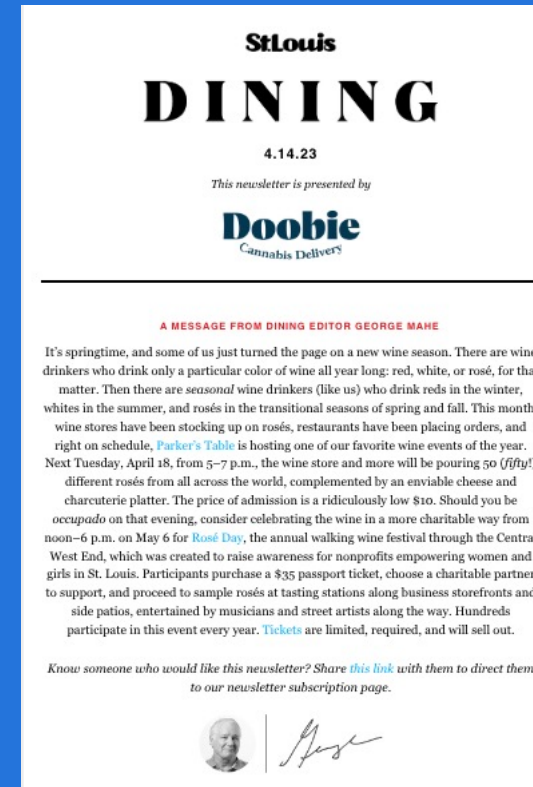 StLouis
DINING
4.14.23
This newsletter is presented by
Doobie
Cannabis Delivery
A MESSAGE FROM DINING EDITOR GEORGE MAHE
It's springtime, and some of us just turned the page on a new wine season. There are wine
drinkers who drink only a particular color of wine all year long: red, white, or rosé, for tha
matter. Then there are seasonal wine drinkers (like us) who drink reds in the winter,
whites in the summer, and rosés in the transitional seasons of spring and fall. This month
wine stores have been stocking up on rosés, restaurants have been placing orders, and
right on schedule, Parker's Table is hosting one of our favorite wine events of the year.
Next Tuesday, April 18, from 5–7 p.m., the wine store and more will be pouring 50 (fifty!)
different rosés from all across the world, complemented by an enviable cheese and
charcuterie platter. The price of admission is a ridiculously low $10. Should you be
occupado on that evening, consider celebrating the wine in a more charitable way from
noon–6 p.m. on May 6 for Rosé Day, the annual walking wine festival through the Centra
West End, which was created to raise awareness for nonprofits empowering women and
girls in St. Louis. Participants purchase a $35 passport ticket, choose a charitable partner
to support, and proceed to sample rosés at tasting stations along business storefronts and
side patios, entertained by musicians and street artists along the way. Hundreds
participate in this event every year. Tickets are limited, required, and will sell out.
Know someone who would like this newsletter? Share this link with them to direct them
to our newsletter subscription page.
George